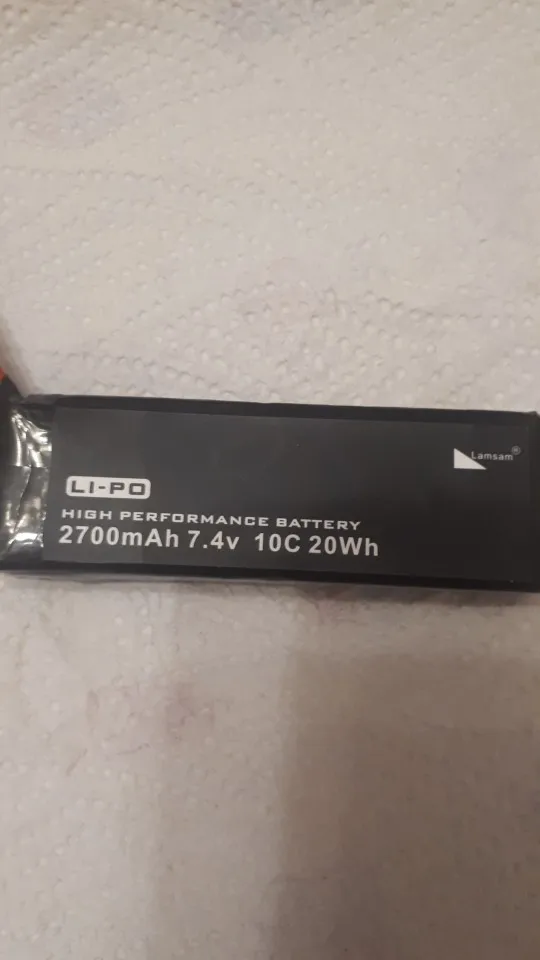 Lamsam®
LI-PO
HIGH PERFORMANCE BATTERY
2700mAh 7.4v 10C 20Wh